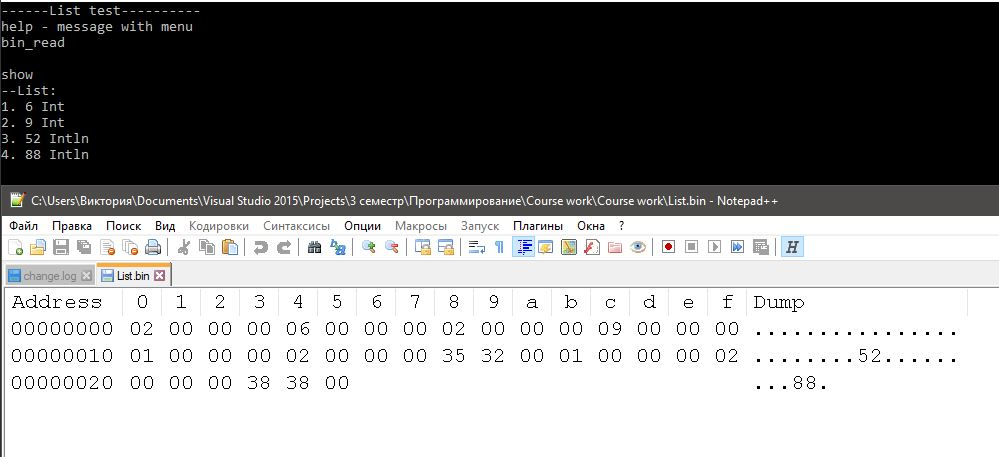 ------List test----------
help - message with menu
bin_read
show
--List:
1. 6 Int
2. 9 Int
3. 52 Intln
4. 88 Intln
C:\Users\Виктория\Documents\Visual Studio 2015\Projects\3 семестр\Программирование\Course work\Course work\List.bin - Notepad++
Файл Правка Поиск Вид Кодировки Синтаксисы Опции Макросы Запуск Плагины Окна ?
change.log List.bin
Address 0 1 2 3 4 5 6 7 8 9 a b c d e f Dump
00000000 02 00 00 00 06 00 00 00 02 00 00 00 09 00 00 00 ................
00000010 01 00 00 00 02 00 00 00 35 32 00 01 00 00 00 02 ........52......
00000020 00 00 00 38 38 00 ...88.